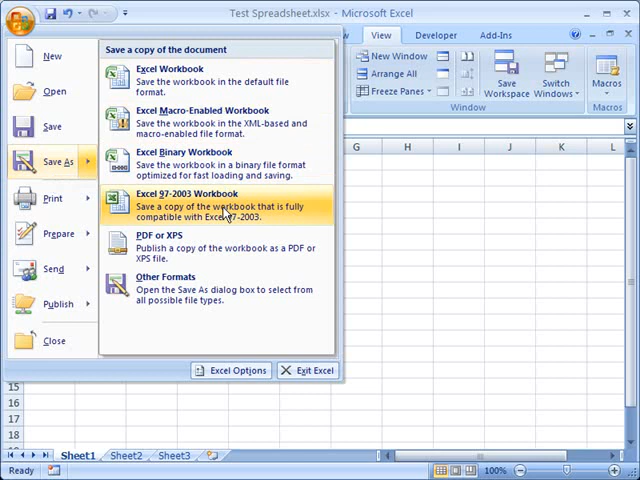 Test Spreadsheet.xlsx - Microsoft Excel
View Developer Add-Ins
New Window
Arrange All
Freeze Panes
Save Workspace
Switch Windows
Macros
Window
Macros
New
Open
Save
Save As
Print
Prepare
Send
Publish
Close
Save a copy of the document
Excel Workbook
Save the workbook in the default file
format.
Excel Macro-Enabled Workbook
Save the workbook in the XML-based and
macro-enabled file format.
Excel Binary Workbook
Save the workbook in a binary file format
optimized for fast loading and saving.
Excel 97-2003 Workbook
Save a copy of the workbook that is fully
compatible with Excel 97-2003.
PDF or XPS
Publish a copy of the workbook as a PDF or
XPS file.
Other Formats
Open the Save As dialog box to select from
all possible file types.
Excel Options Exit Excel
G H I J K L
15
16
17
18
Sheet1 Sheet2 Sheet3
Ready 100%